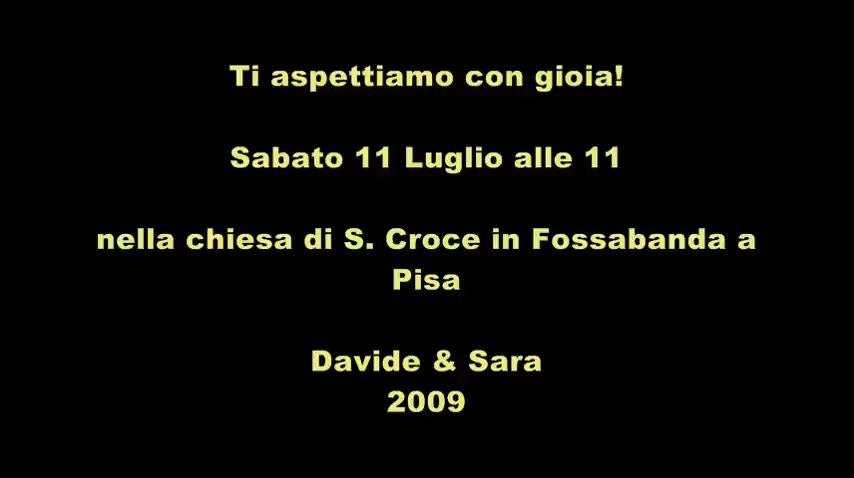 Ti aspettiamo con gioia!
Sabato 11 Luglio alle 11
nella chiesa di S. Croce in Fossabanda a
Pisa
Davide & Sara
2009